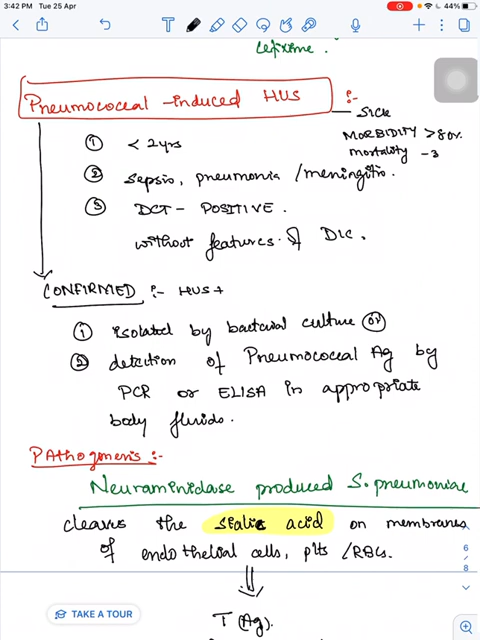 3:42 PM Tue 25 Apr
44%
Cefixime.
Pneumococcal-induced HUS :-
SICK
MORBIDITY >80%
Mortality -3
① < 2yrs
② Sepsis, pneumonia / meningitis.
③ DCT - POSITIVE.
without features of DIC.
CONFIRMED :- HUS +
① isolated by bacterial culture or
② detection of Pneumococcal Ag by
PCR or ELISA in appropriate
body fluids.
Pathogenesis :-
Neuraminidase produced S. pneumoniae
cleaves the sialic acid on membranes
of endothelial cells, plts / RBCs.
T (Ag).
6/8
TAKE A TOUR